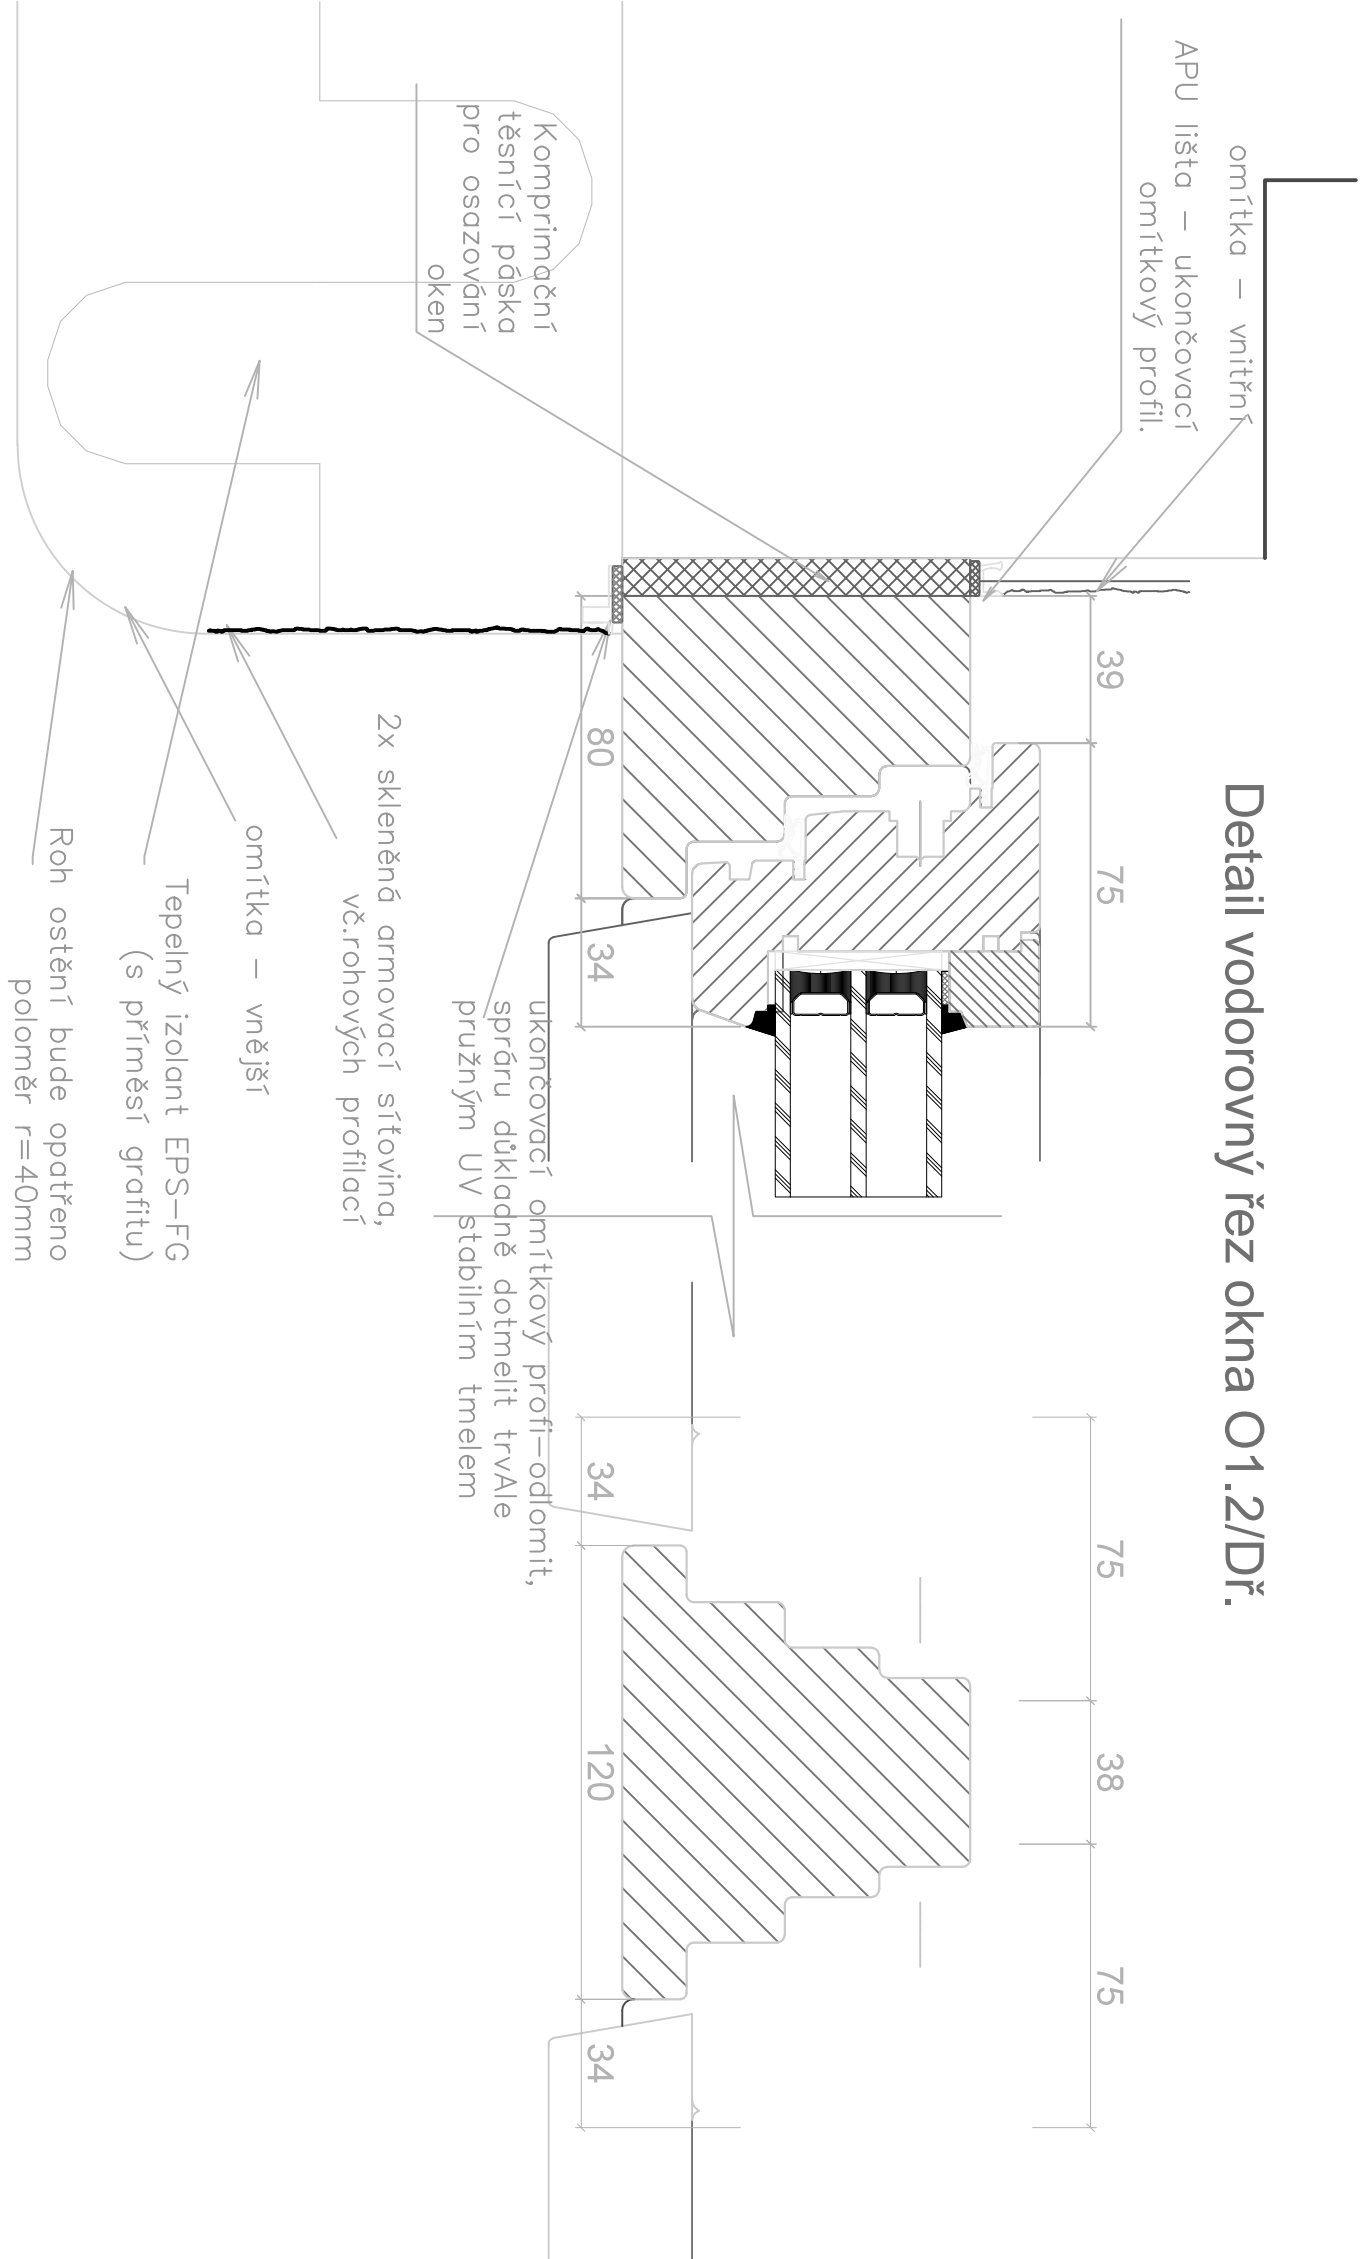 Detail vodorovný řez okna O1.2/Dř.
omítka – vnitřní
APU lišta – ukončovací
omítkový profil.
39
75
75
38
75
Komprimační
těsnící páska
pro osazování
oken
80
34
34
120
34
ukončovací omítkový profi–odlomit,
spráru důkladně dotmelit trvAle
pružným UV stabilním tmelem
2x skleněná armovací síťovina,
vč.rohových profilací
omítka – vnější
Tepelný izolant EPS–FG
(s příměsí grafitu)
Roh ostění bude opatřeno
poloměr r=40mm